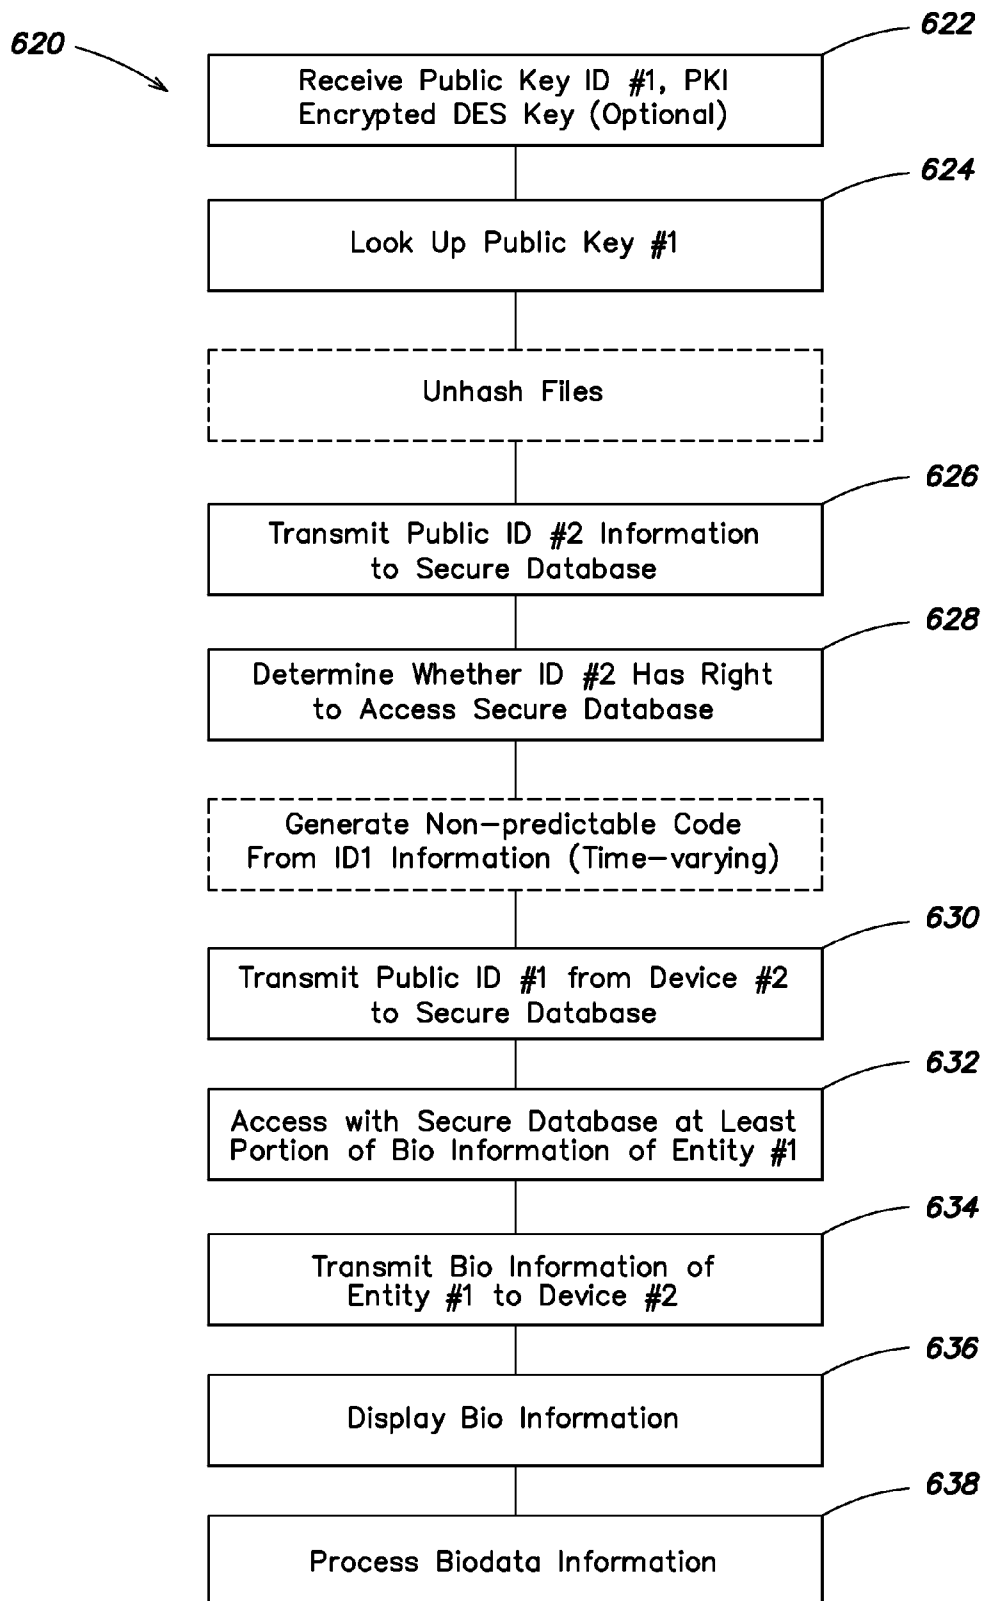 620
622
Receive Public Key ID #1, PKI
Encrypted DES Key (Optional)
624
Look Up Public Key #1
Unhash Files
626
Transmit Public ID #2 Information
to Secure Database
628
Determine Whether ID #2 Has Right
to Access Secure Database
Generate Non-predictable Code
From ID1 Information (Time-varying)
630
Transmit Public ID #1 from Device #2
to Secure Database
632
Access with Secure Database at Least
Portion of Bio Information of Entity #1
634
Transmit Bio Information of
Entity #1 to Device #2
636
Display Bio Information
638
Process Biodata Information